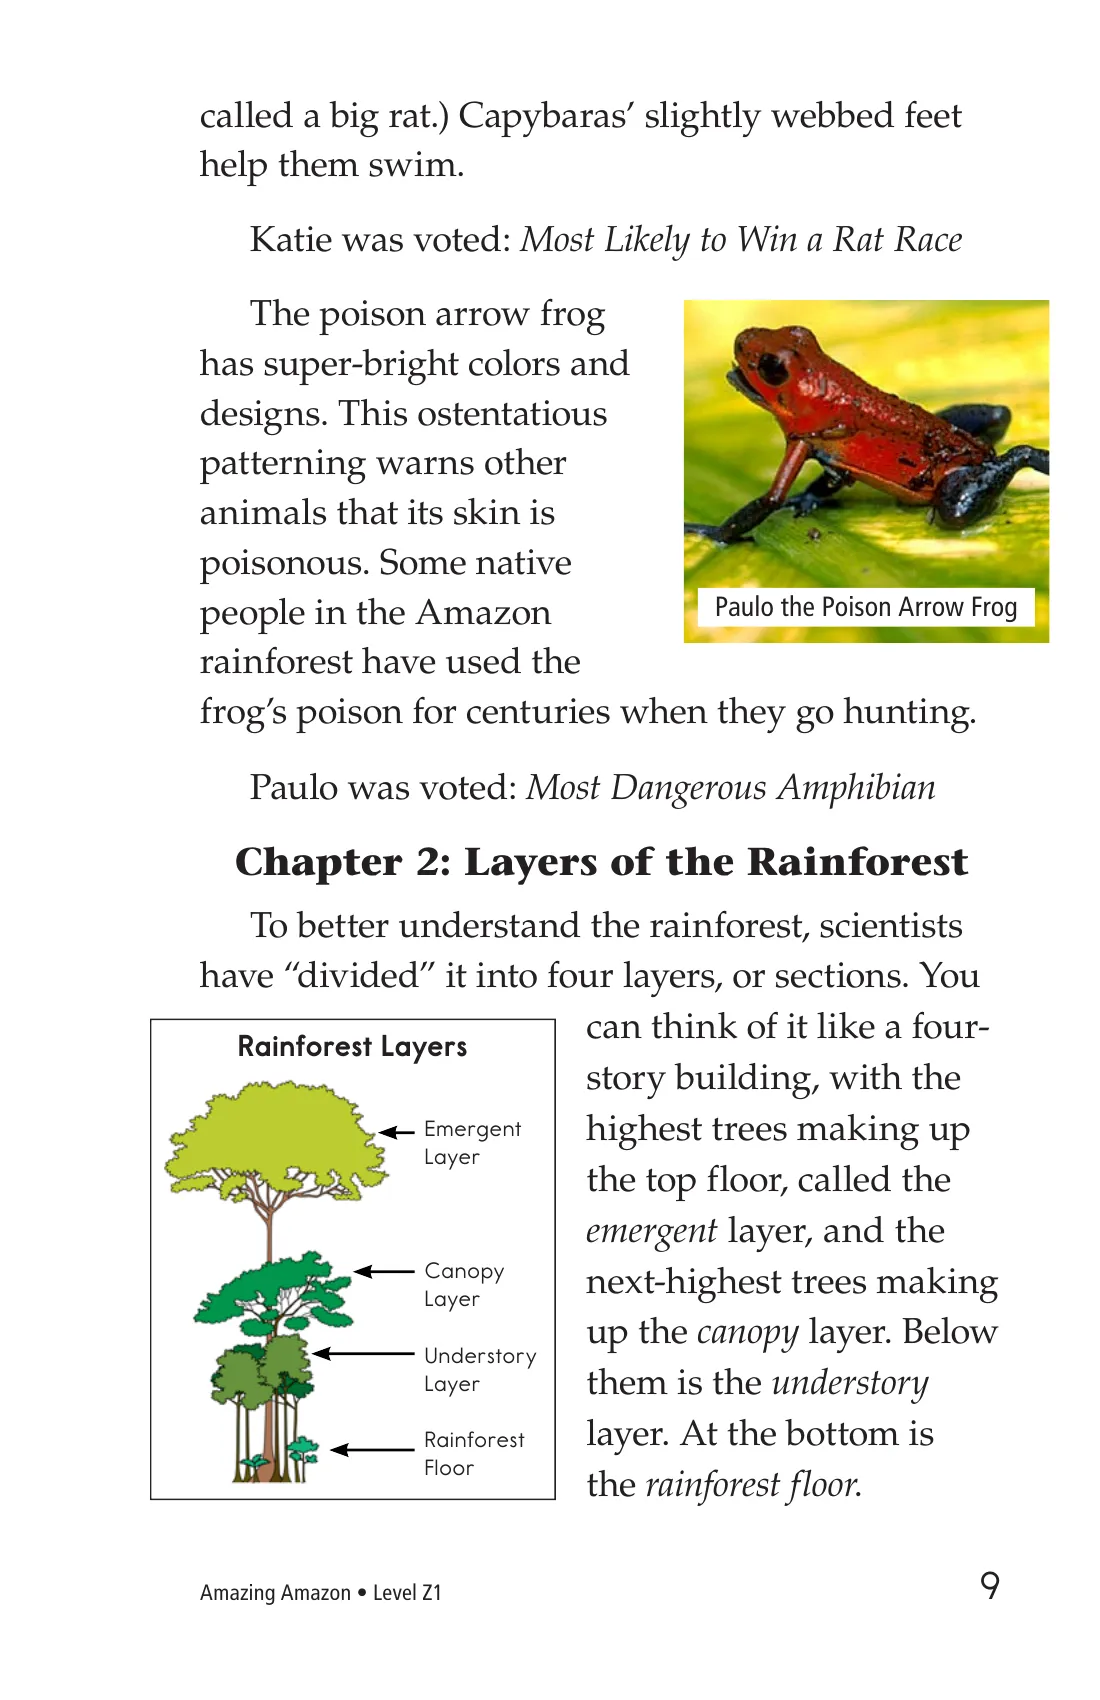 called a big rat.) Capybaras’ slightly webbed feet
help them swim.
Katie was voted: Most Likely to Win a Rat Race
The poison arrow frog
has super-bright colors and
designs. This ostentatious
patterning warns other
animals that its skin is
poisonous. Some native
people in the Amazon
rainforest have used the
frog’s poison for centuries when they go hunting.
Paulo the Poison Arrow Frog
Paulo was voted: Most Dangerous Amphibian
Chapter 2: Layers of the Rainforest
To better understand the rainforest, scientists
have “divided” it into four layers, or sections. You
can think of it like a four-
story building, with the
highest trees making up
the top floor, called the
emergent layer, and the
next-highest trees making
up the canopy layer. Below
them is the understory
layer. At the bottom is
the rainforest floor.
Rainforest Layers
Emergent
Layer
Canopy
Layer
Understory
Layer
Rainforest
Floor
Amazing Amazon • Level Z1
9